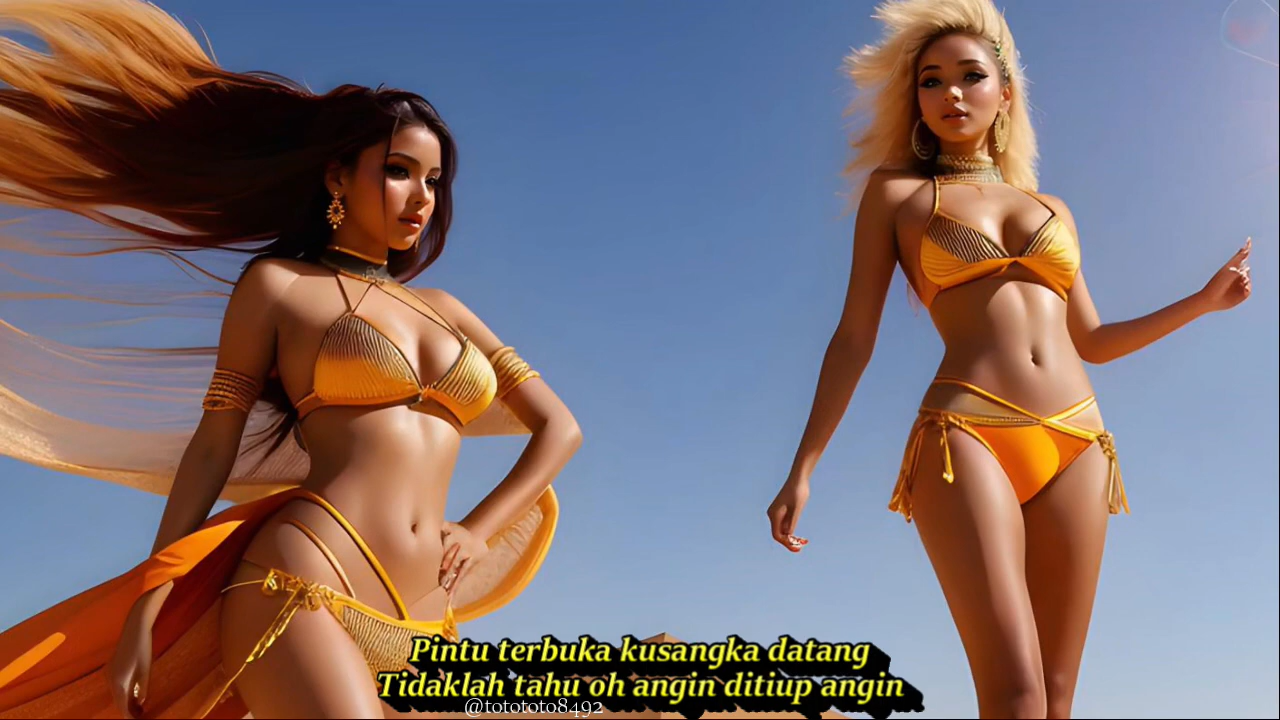 Pintu terbuka kusangka datang
Tidaklah tahu oh angin ditiup angin
@totototo8492